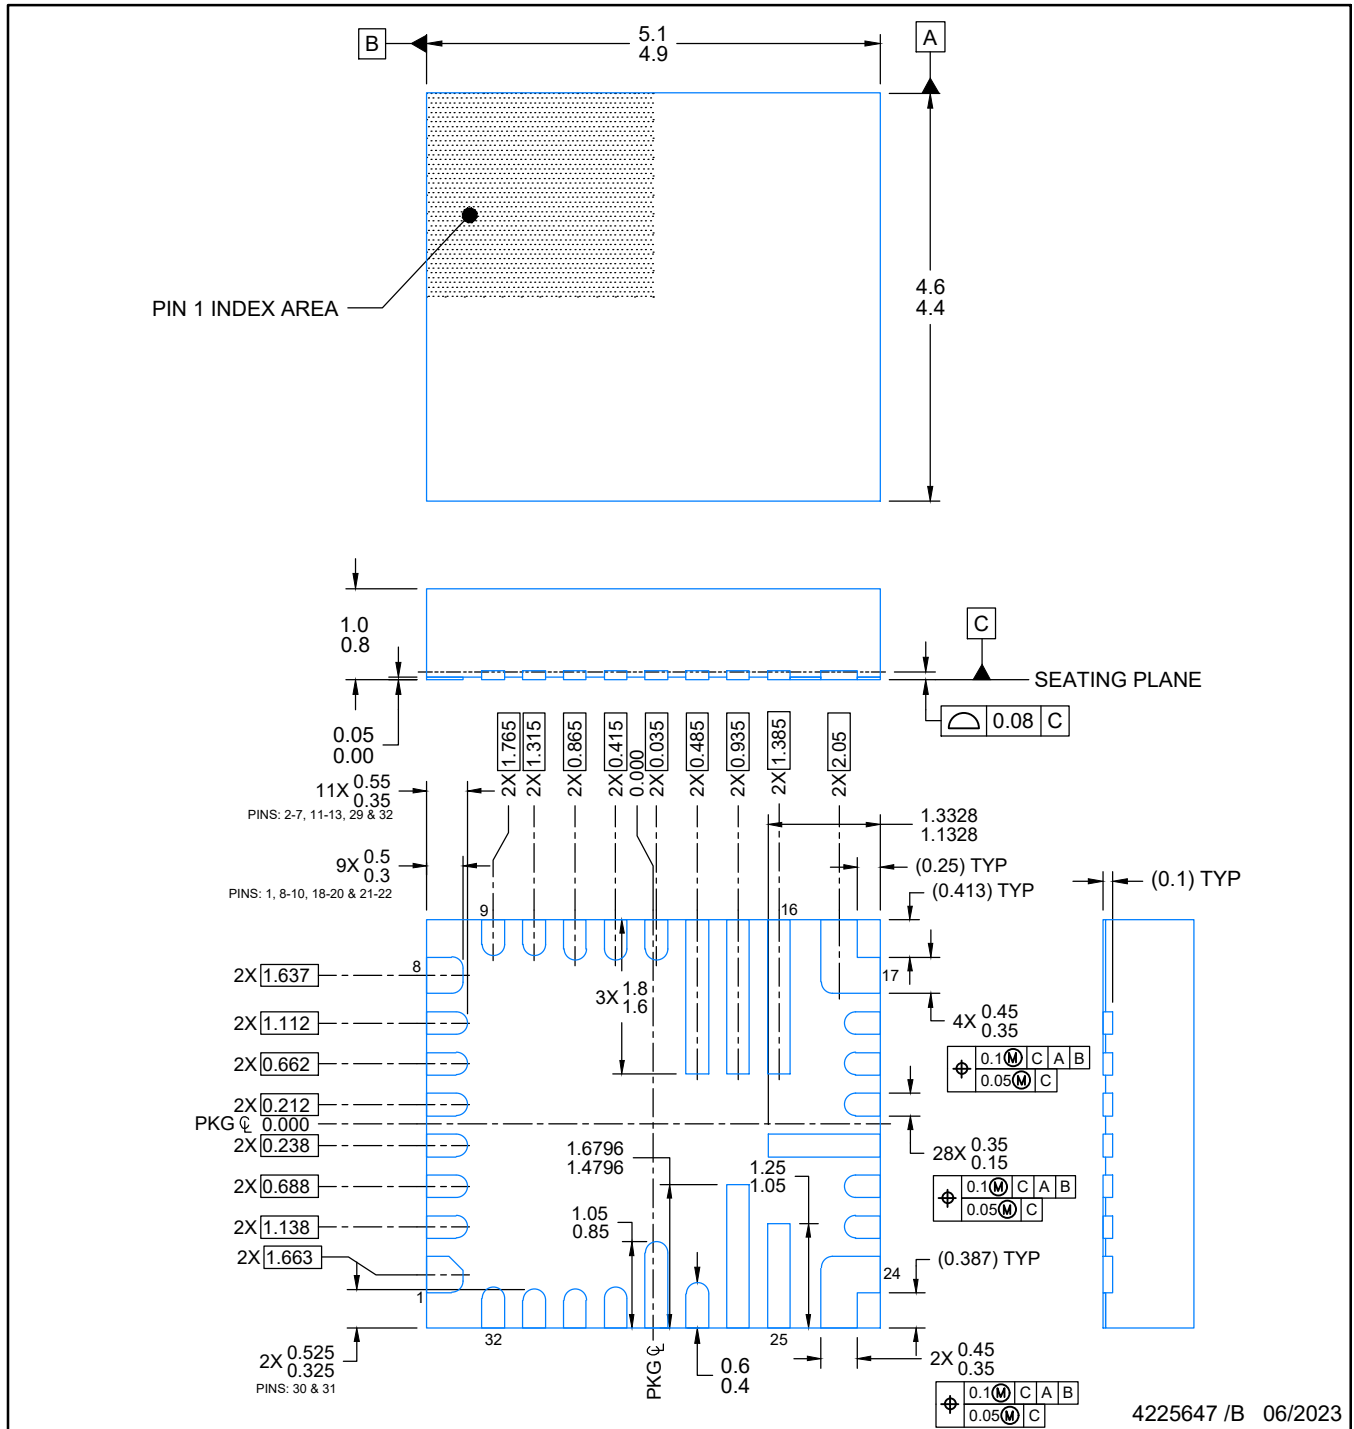 B
5.1
4.9
A
PIN 1 INDEX AREA
4.6
4.4
1.0
0.8
C
SEATING PLANE
0.08 C
0.05
0.00
2X 1.765
2X 1.315
2X 0.865
2X 0.415
0.000
2X 0.035
2X 0.485
2X 0.935
2X 1.385
2X 2.05
11X 0.55
0.35
PINS: 2-7, 11-13, 29 & 32
1.3328
1.1328
9X 0.5
0.3
PINS: 1, 8-10, 18-20 & 21-22
(0.25) TYP
(0.413) TYP
(0.1) TYP
9
16
8
17
2X 1.637
3X 1.8
1.6
2X 1.112
4X 0.45
0.35
0.1 Ⓜ C A B
0.05 Ⓜ C
2X 0.662
2X 0.212
PKG ℄ 0.000
2X 0.238
28X 0.35
0.15
0.1 Ⓜ C A B
0.05 Ⓜ C
1.6796
1.4796
1.25
1.05
2X 0.688
2X 1.138
1.05
0.85
2X 1.663
(0.387) TYP
24
1
32
25
2X 0.525
0.325
PINS: 30 & 31
PKG ℄
0.6
0.4
2X 0.45
0.35
0.1 Ⓜ C A B
0.05 Ⓜ C
4225647 /B 06/2023